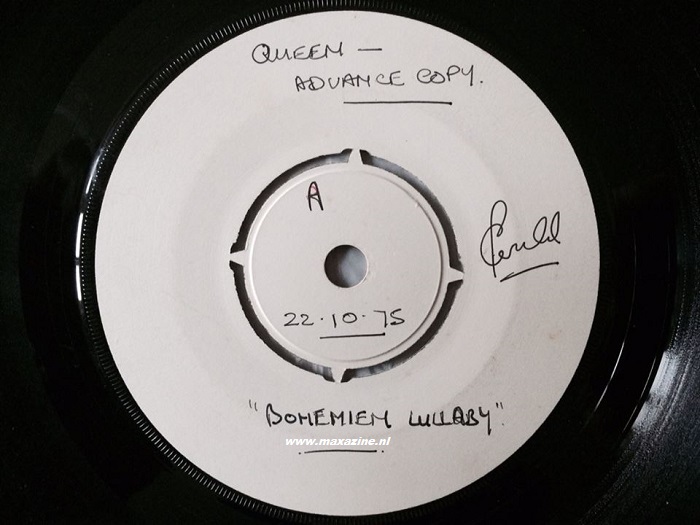 QUEEN —
ADVANCE COPY.
A
22·10·75
"BOHEMIEN LULLABY"
www.maxazine.nl